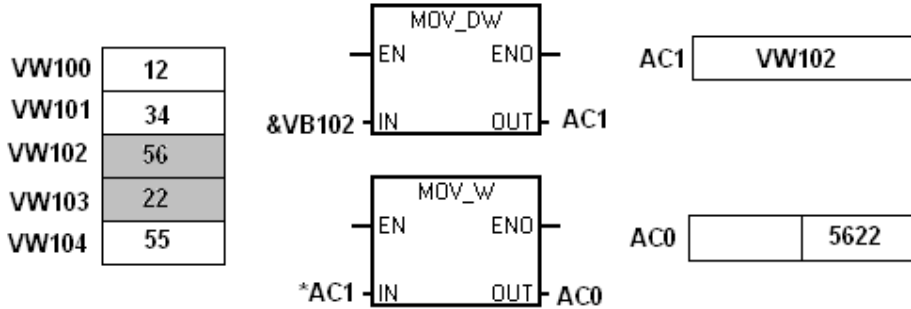 VW100 12
VW101 34
VW102 56
VW103 22
VW104 55
MOV_DW
EN ENO
&VB102 IN OUT AC1
MOV_W
EN ENO
*AC1 IN OUT AC0
AC1 VW102
AC0 5622